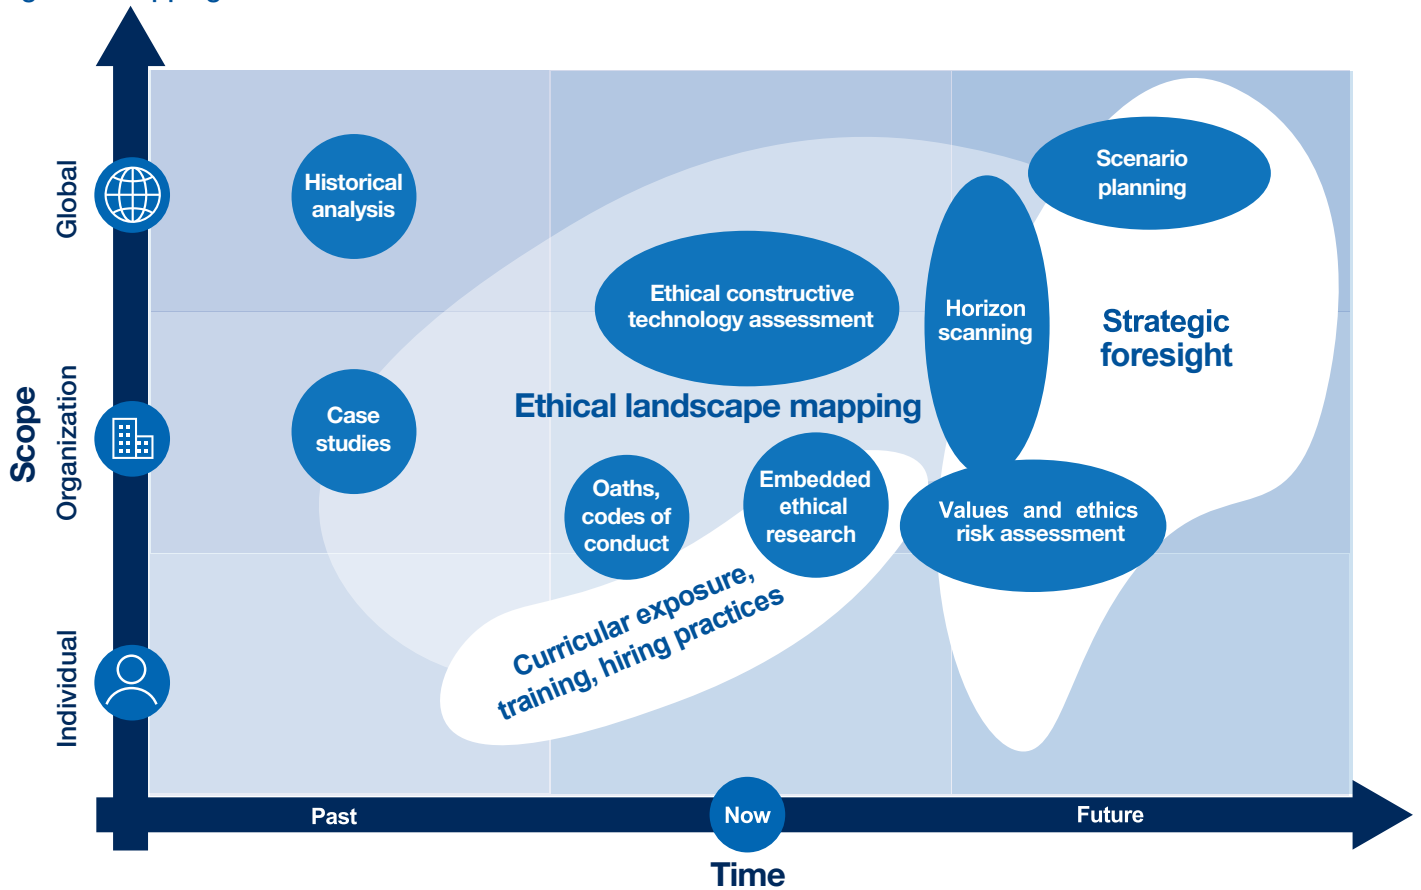 Global
Organization
Individual
Scope
Historical
analysis
Case
studies
Ethical constructive
technology assessment
Ethical landscape mapping
Oaths,
codes of
conduct
Embedded
ethical
research
Curricular exposure,
training, hiring practices
Horizon
scanning
Scenario
planning
Strategic
foresight
Values and ethics
risk assessment
Past
Now
Future
Time